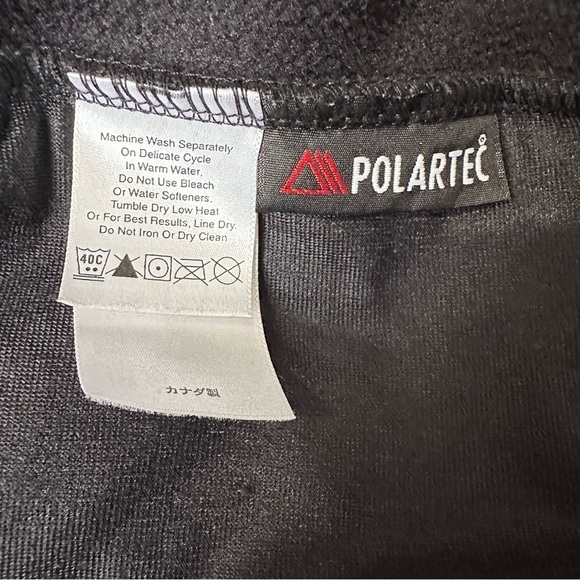 Machine Wash Separately
On Delicate Cycle
In Warm Water.
Do Not Use Bleach
Or Water Softeners.
Tumble Dry Low Heat
Or For Best Results, Line Dry.
Do Not Iron Or Dry Clean
40C
カナダ製
POLARTEC